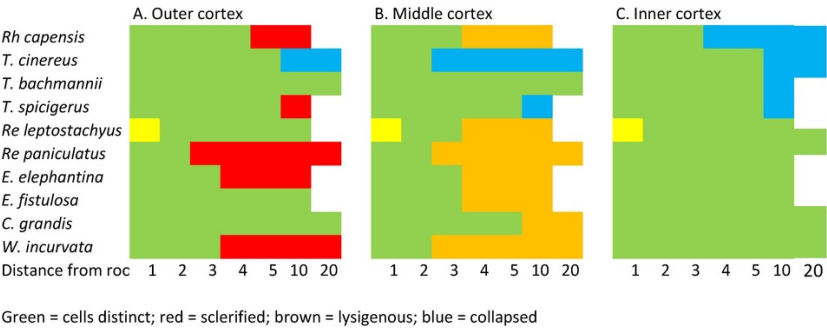 A. Outer cortex B. Middle cortex C. Inner cortex
Rh capensis
T. cinereus
T. bachmannii
T. spicigerus
Re leptostachyus
Re paniculatus
E. elephantina
E. fistulosa
C. grandis
W. incurvata
Distance from roc 1 2 3 4 5 10 20 1 2 3 4 5 10 20 1 2 3 4 5 10 20
Green = cells distinct; red = sclerified; brown = lysigenous; blue = collapsed